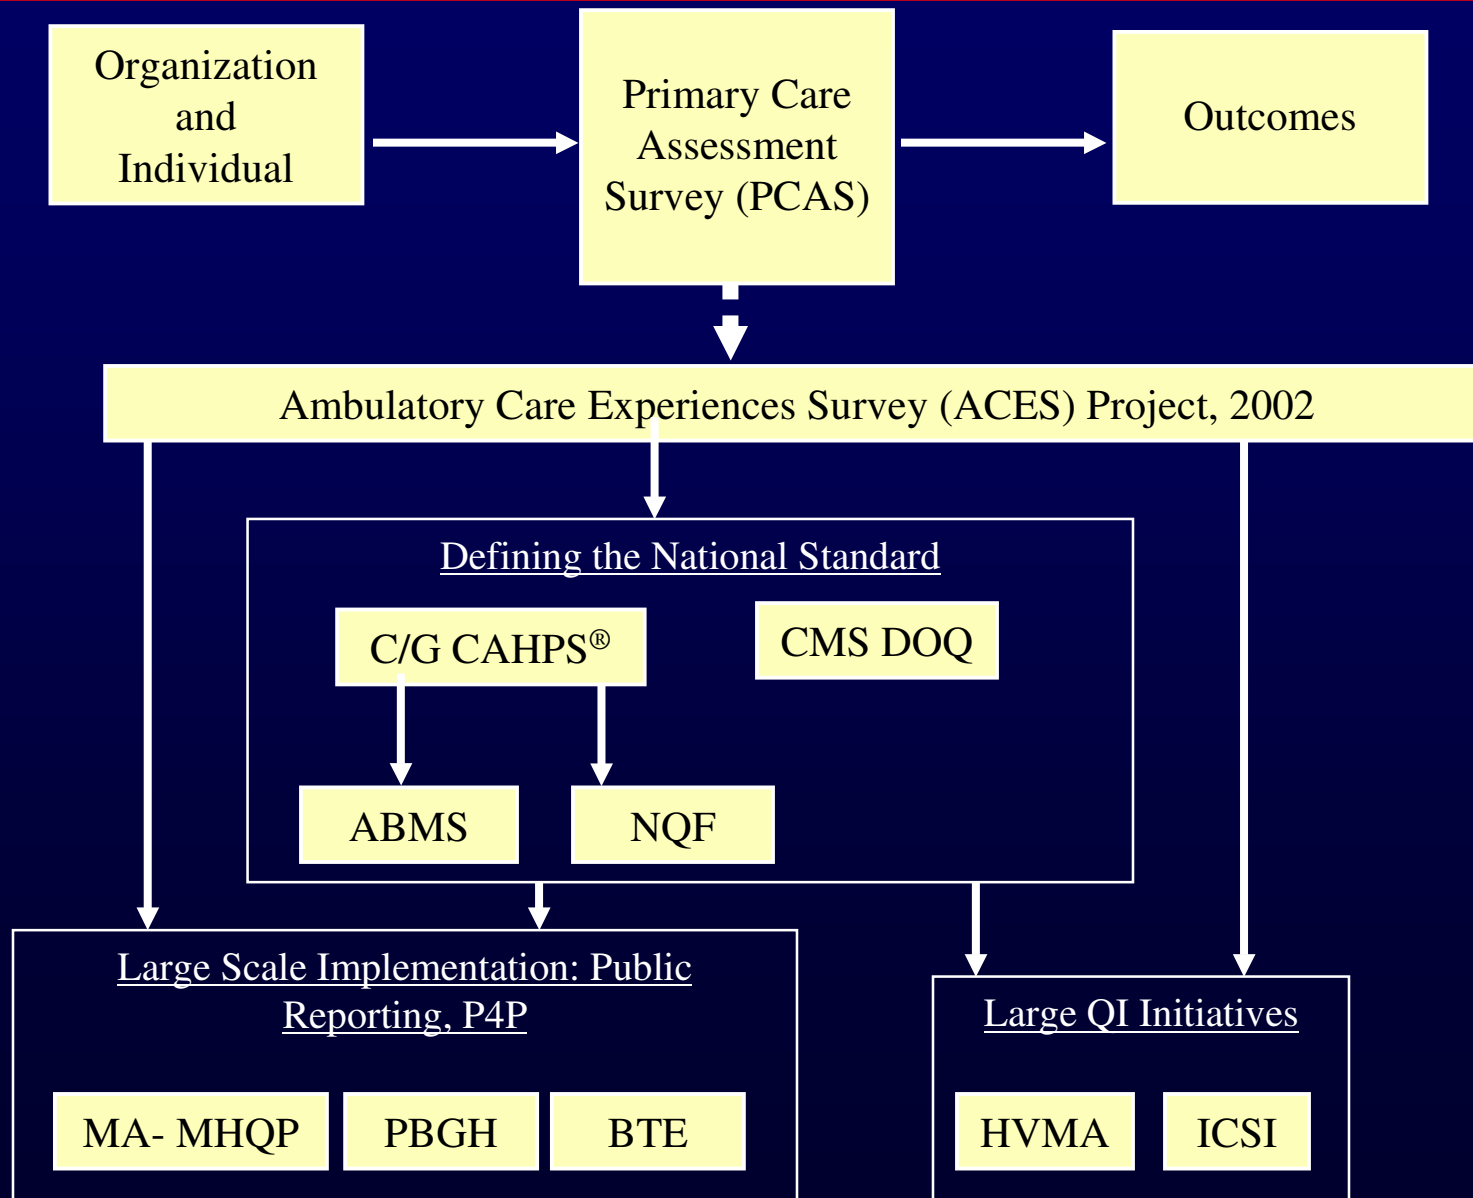 Organization
and
Individual
Primary Care
Assessment
Survey (PCAS)
Outcomes
Ambulatory Care Experiences Survey (ACES) Project, 2002
Defining the National Standard
C/G CAHPS®
CMS DOQ
ABMS
NQF
Large Scale Implementation: Public
Reporting, P4P
MA- MHQP
PBGH
BTE
Large QI Initiatives
HVMA
ICSI